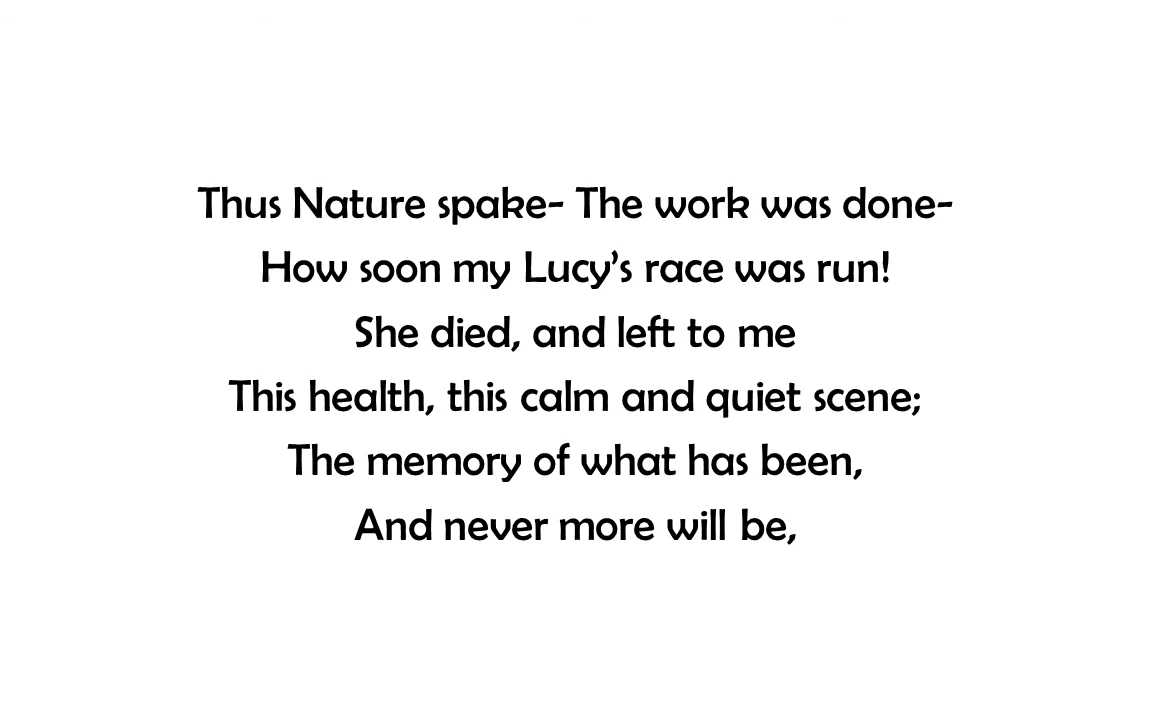 Thus Nature spake- The work was done-
How soon my Lucy’s race was run!
She died, and left to me
This health, this calm and quiet scene;
The memory of what has been,
And never more will be,